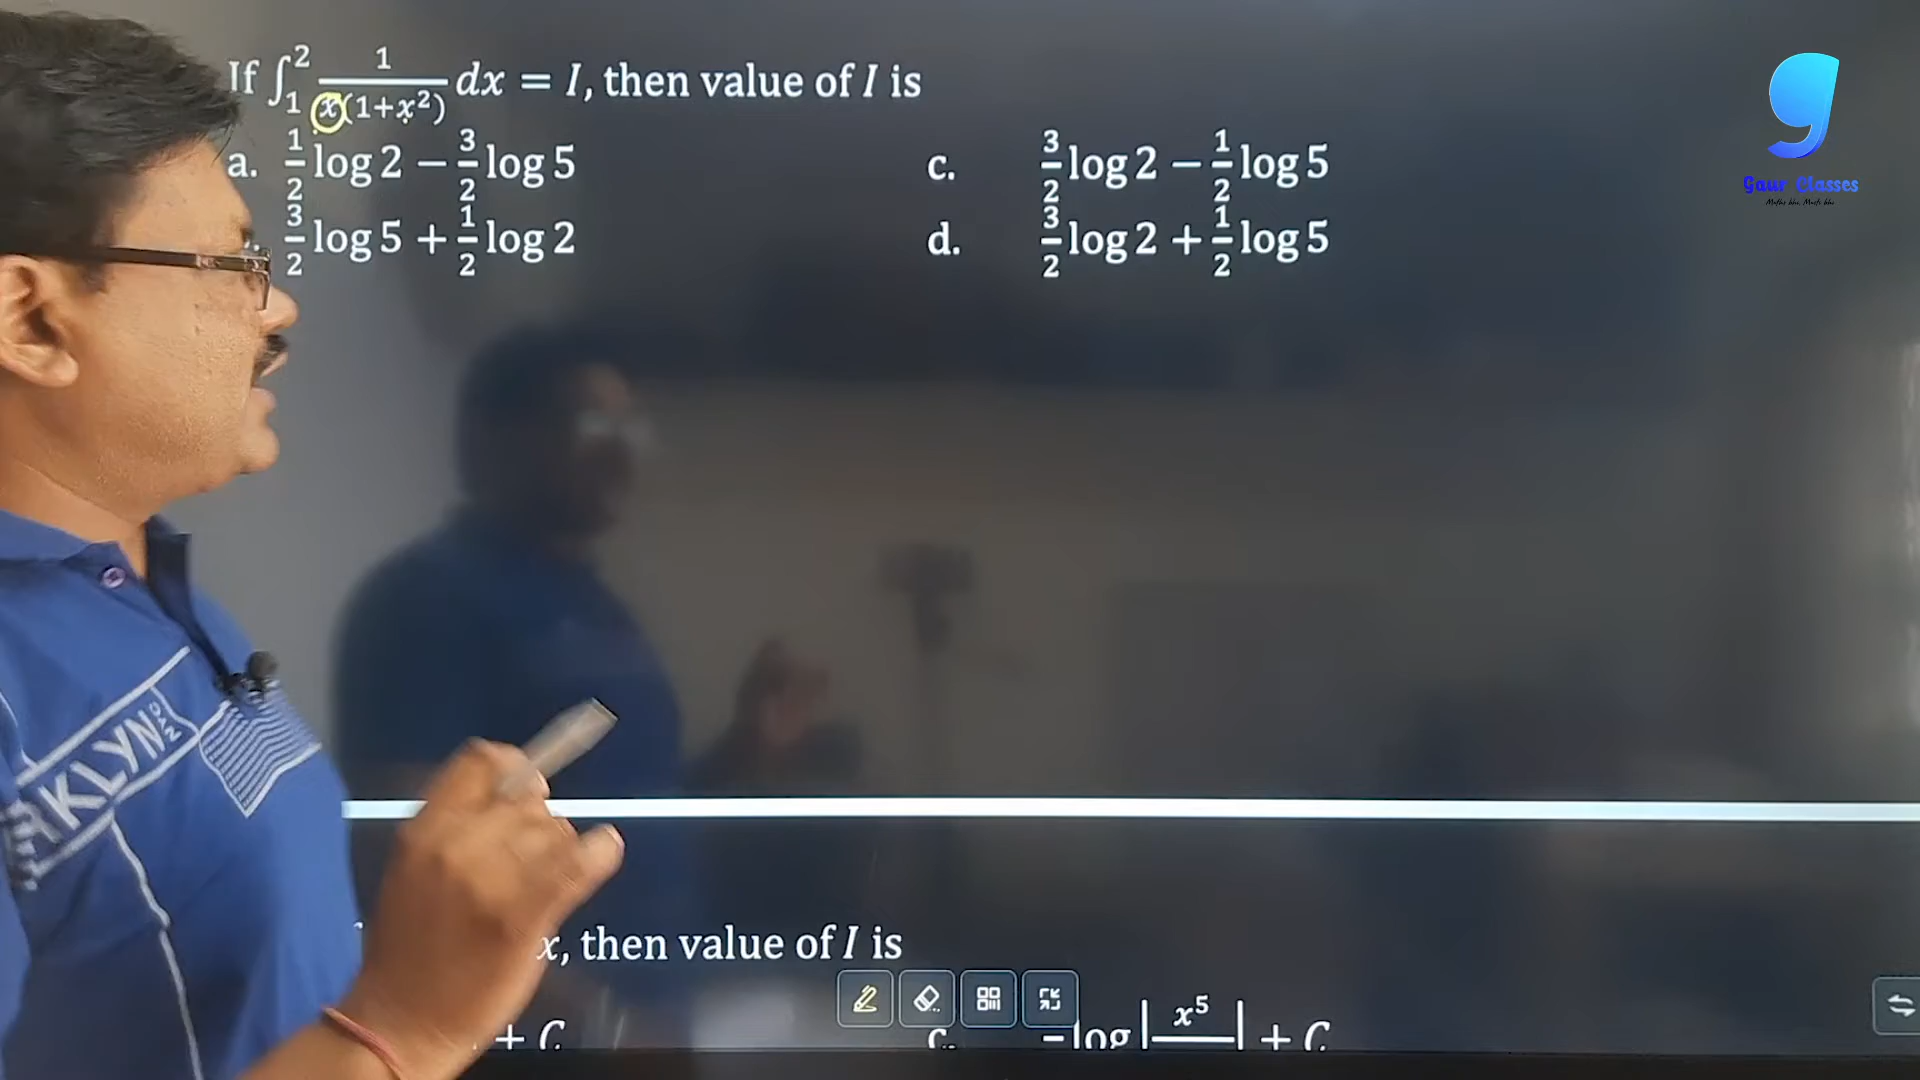 If ∫₁² 1/(x(1+x²)) dx = I, then value of I is
a. 1/2 log 2 − 3/2 log 5
c. 3/2 log 2 − 1/2 log 5
3/2 log 5 + 1/2 log 2
d. 3/2 log 2 + 1/2 log 5
Gaur Classes
x, then value of I is
+ C
c. −log |x⁵ | + C